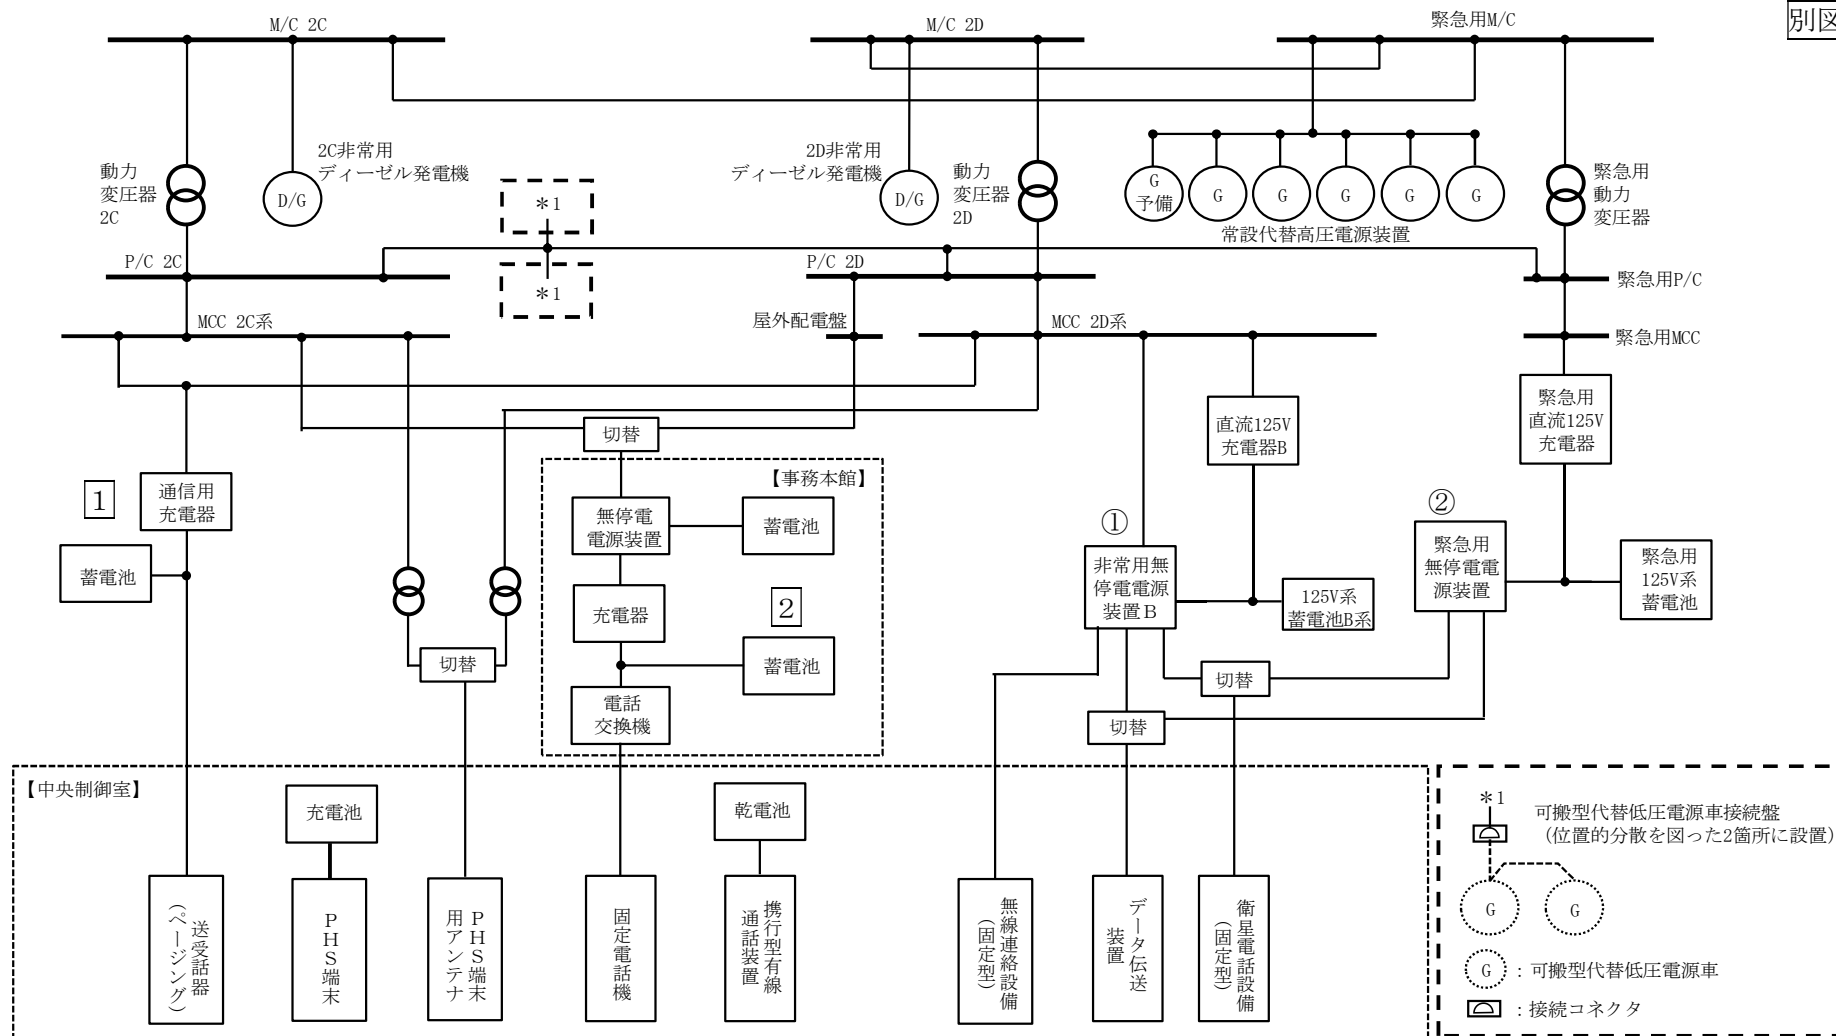 別図
M/C 2C
M/C 2D
緊急用M/C
動力
変圧器
2C
D/G
2C非常用
ディーゼル発電機
2D非常用
ディーゼル発電機
D/G
動力
変圧器
2D
G
予備
G
G
G
G
G
常設代替高圧電源装置
緊急用
動力
変圧器
*1
*1
P/C 2C
P/C 2D
緊急用P/C
MCC 2C系
屋外配電盤
MCC 2D系
緊急用MCC
切替
直流125V
充電器B
緊急用
直流125V
充電器
1
通信用
充電器
蓄電池
【事務本館】
無停電
電源装置
蓄電池
充電器
2
蓄電池
電話
交換機
切替
①
非常用無
停電電源
装置B
125V系
蓄電池B系
②
緊急用
無停電電
源装置
緊急用
125V系
蓄電池
切替
切替
【中央制御室】
充電池
乾電池
送受話器
(ページング)
PHS端末
PHS端末
用アンテナ
固定電話機
携行型有線
通話装置
無線連絡設備
(固定型)
データ伝送
装置
衛星電話設備
(固定型)
*1
可搬型代替低圧電源車接続盤
(位置的分散を図った2箇所に設置)
G
G
G
:可搬型代替低圧電源車
:接続コネクタ